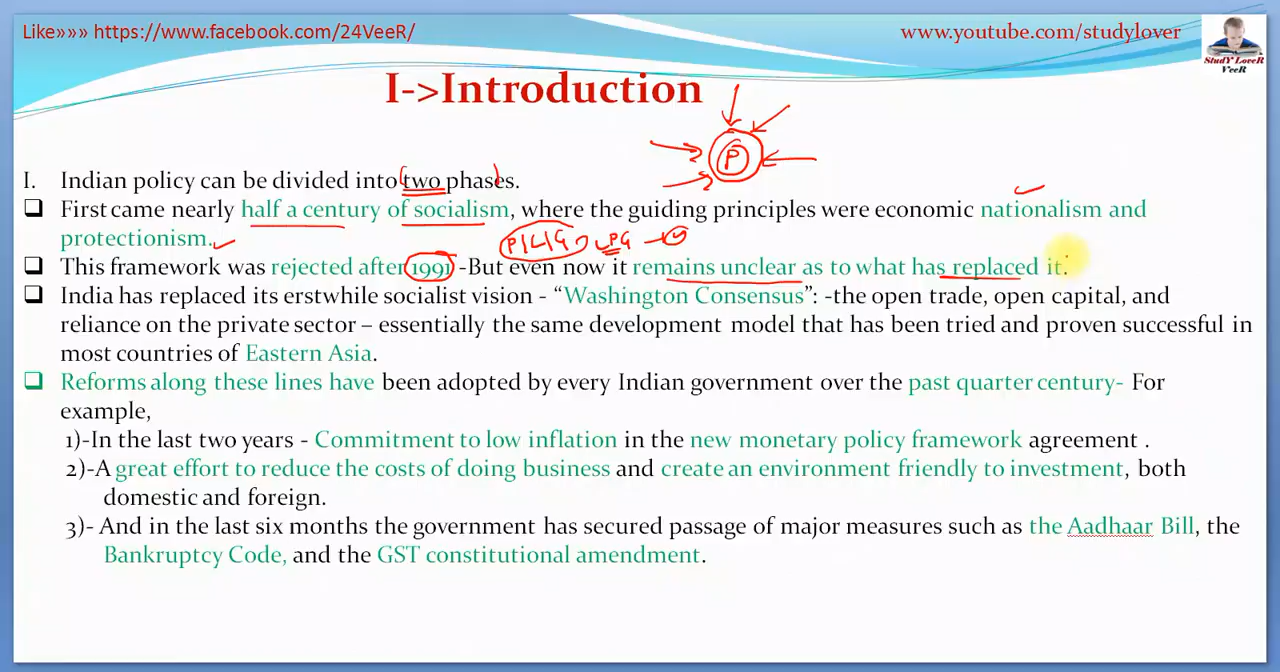 Like»»» https://www.facebook.com/24VeeR/
www.youtube.com/studylover
StudY LoveR
VeeR
I->Introduction
P
I. Indian policy can be divided into two phases.
❑ First came nearly half a century of socialism, where the guiding principles were economic nationalism and
protectionism.
❑ This framework was rejected after 1991 -But even now it remains unclear as to what has replaced it.
❑ India has replaced its erstwhile socialist vision - “Washington Consensus”: -the open trade, open capital, and
reliance on the private sector – essentially the same development model that has been tried and proven successful in
most countries of Eastern Asia.
❑ Reforms along these lines have been adopted by every Indian government over the past quarter century- For
example,
1)-In the last two years - Commitment to low inflation in the new monetary policy framework agreement .
2)-A great effort to reduce the costs of doing business and create an environment friendly to investment, both
domestic and foreign.
3)- And in the last six months the government has secured passage of major measures such as the Aadhaar Bill, the
Bankruptcy Code, and the GST constitutional amendment.